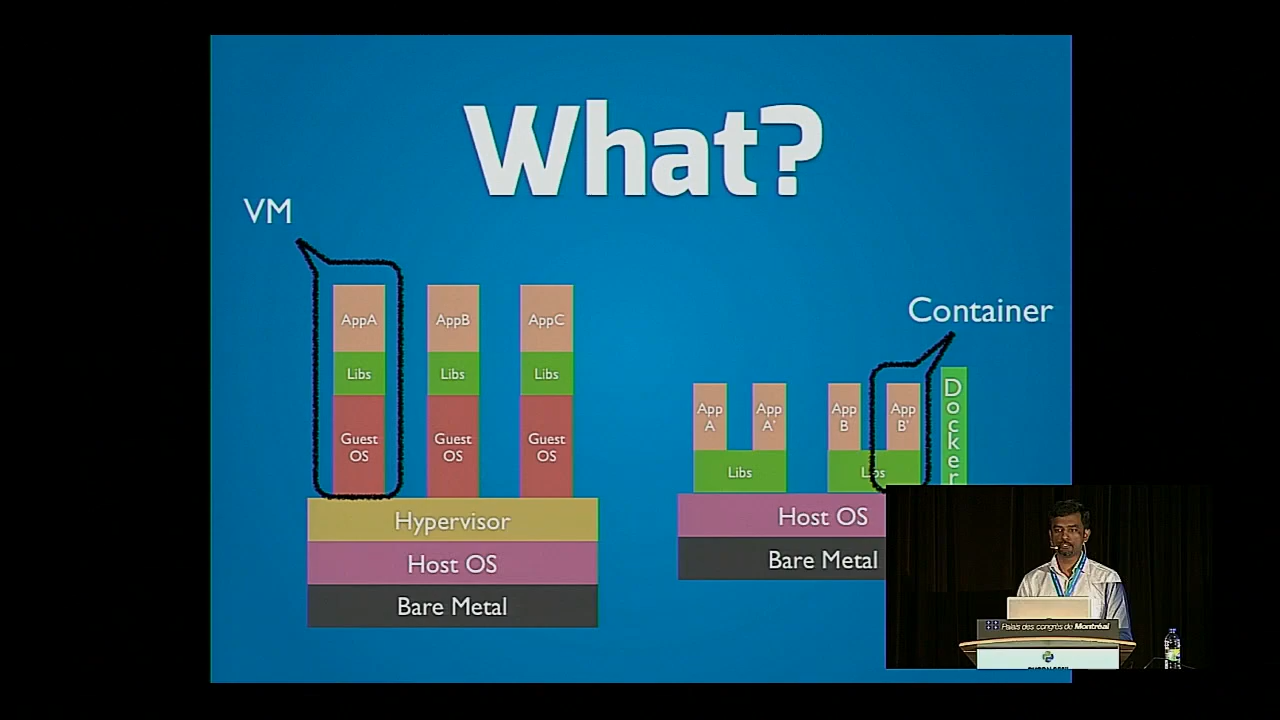 What?
VM
AppA
Libs
Guest
OS
AppB
Libs
Guest
OS
AppC
Libs
Guest
OS
Hypervisor
Host OS
Bare Metal
Container
App
A'
App
A'
App
B
App
B'
Libs
Libs
Docker
Host OS
Bare Metal
Palais des congrès de Montréal